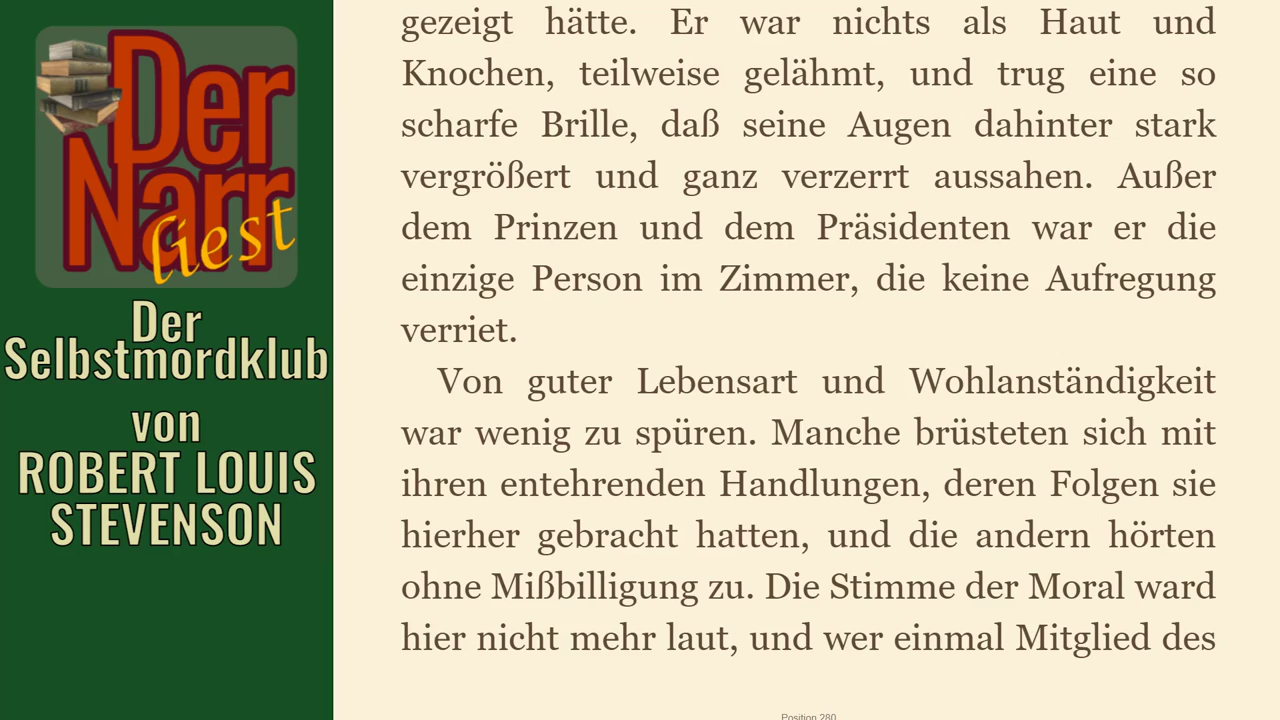 Der
Narr
liest
Der
Selbstmordklub
von
ROBERT LOUIS
STEVENSON
gezeigt hätte. Er war nichts als Haut und
Knochen, teilweise gelähmt, und trug eine so
scharfe Brille, daß seine Augen dahinter stark
vergrößert und ganz verzerrt aussahen. Außer
dem Prinzen und dem Präsidenten war er die
einzige Person im Zimmer, die keine Aufregung
verriet.
Von guter Lebensart und Wohlanständigkeit
war wenig zu spüren. Manche brüsteten sich mit
ihren entehrenden Handlungen, deren Folgen sie
hierher gebracht hatten, und die andern hörten
ohne Mißbilligung zu. Die Stimme der Moral ward
hier nicht mehr laut, und wer einmal Mitglied des
Position 280